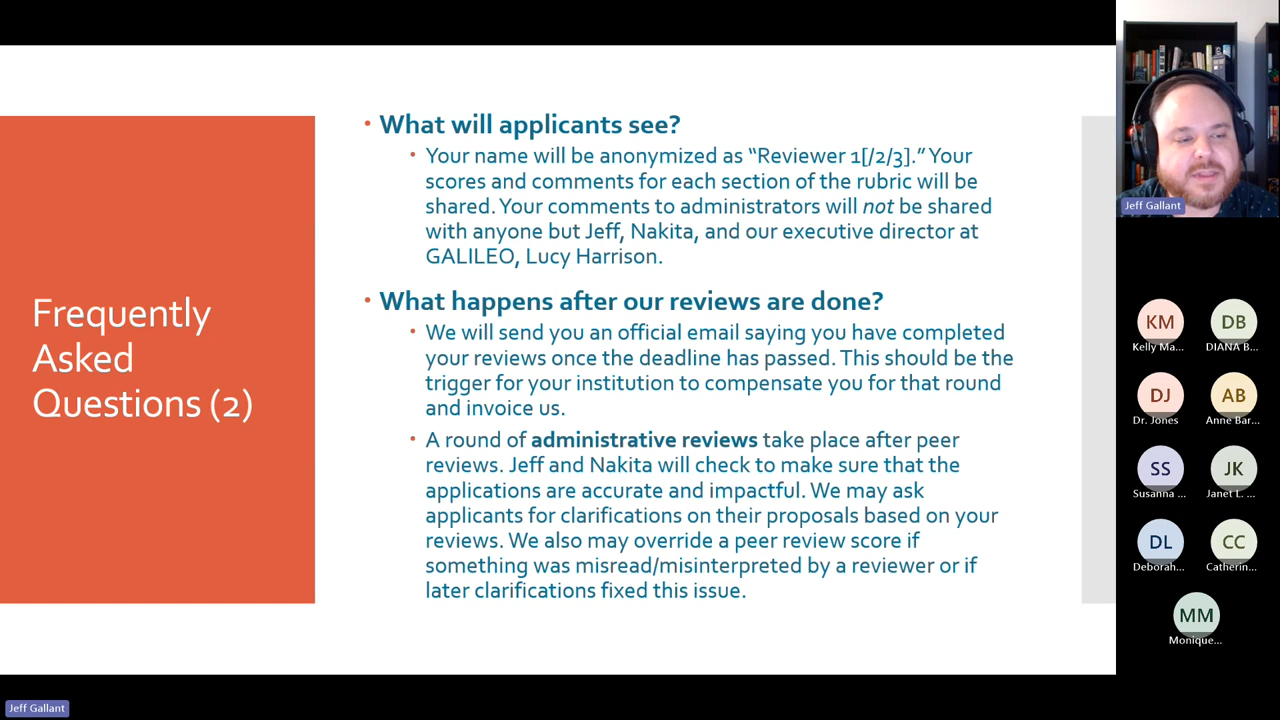 Frequently
Asked
Questions (2)
• What will applicants see?
• Your name will be anonymized as “Reviewer 1[/2/3].” Your
scores and comments for each section of the rubric will be
shared. Your comments to administrators will not be shared
with anyone but Jeff, Nakita, and our executive director at
GALILEO, Lucy Harrison.
• What happens after our reviews are done?
• We will send you an official email saying you have completed
your reviews once the deadline has passed. This should be the
trigger for your institution to compensate you for that round
and invoice us.
• A round of administrative reviews take place after peer
reviews. Jeff and Nakita will check to make sure that the
applications are accurate and impactful. We may ask
applicants for clarifications on their proposals based on your
reviews. We also may override a peer review score if
something was misread/misinterpreted by a reviewer or if
later clarifications fixed this issue.
Jeff Gallant
KM
Kelly Ma...
DB
DIANA B...
DJ
Dr. Jones
AB
Anne Bar...
SS
Susanna ...
JK
Janet L. ...
DL
Deborah...
CC
Catherin...
MM
Monique...
Jeff Gallant